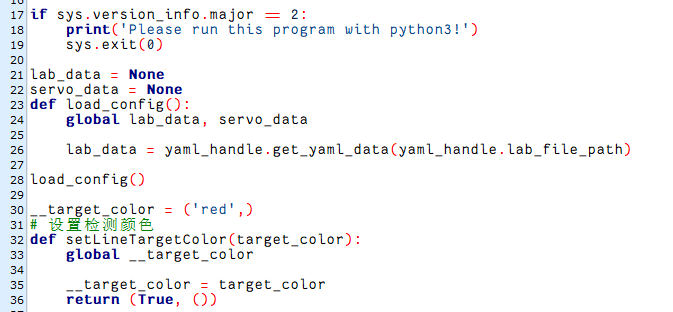 17 if sys.version_info.major == 2:
18     print('Please run this program with python3!')
19     sys.exit(0)
20
21 lab_data = None
22 servo_data = None
23 def load_config():
24     global lab_data, servo_data
25
26     lab_data = yaml_handle.get_yaml_data(yaml_handle.lab_file_path)
27
28 load_config()
29
30 __target_color = ('red',)
31 # 设置检测颜色
32 def setLineTargetColor(target_color):
33     global __target_color
34
35     __target_color = target_color
36     return (True, ())